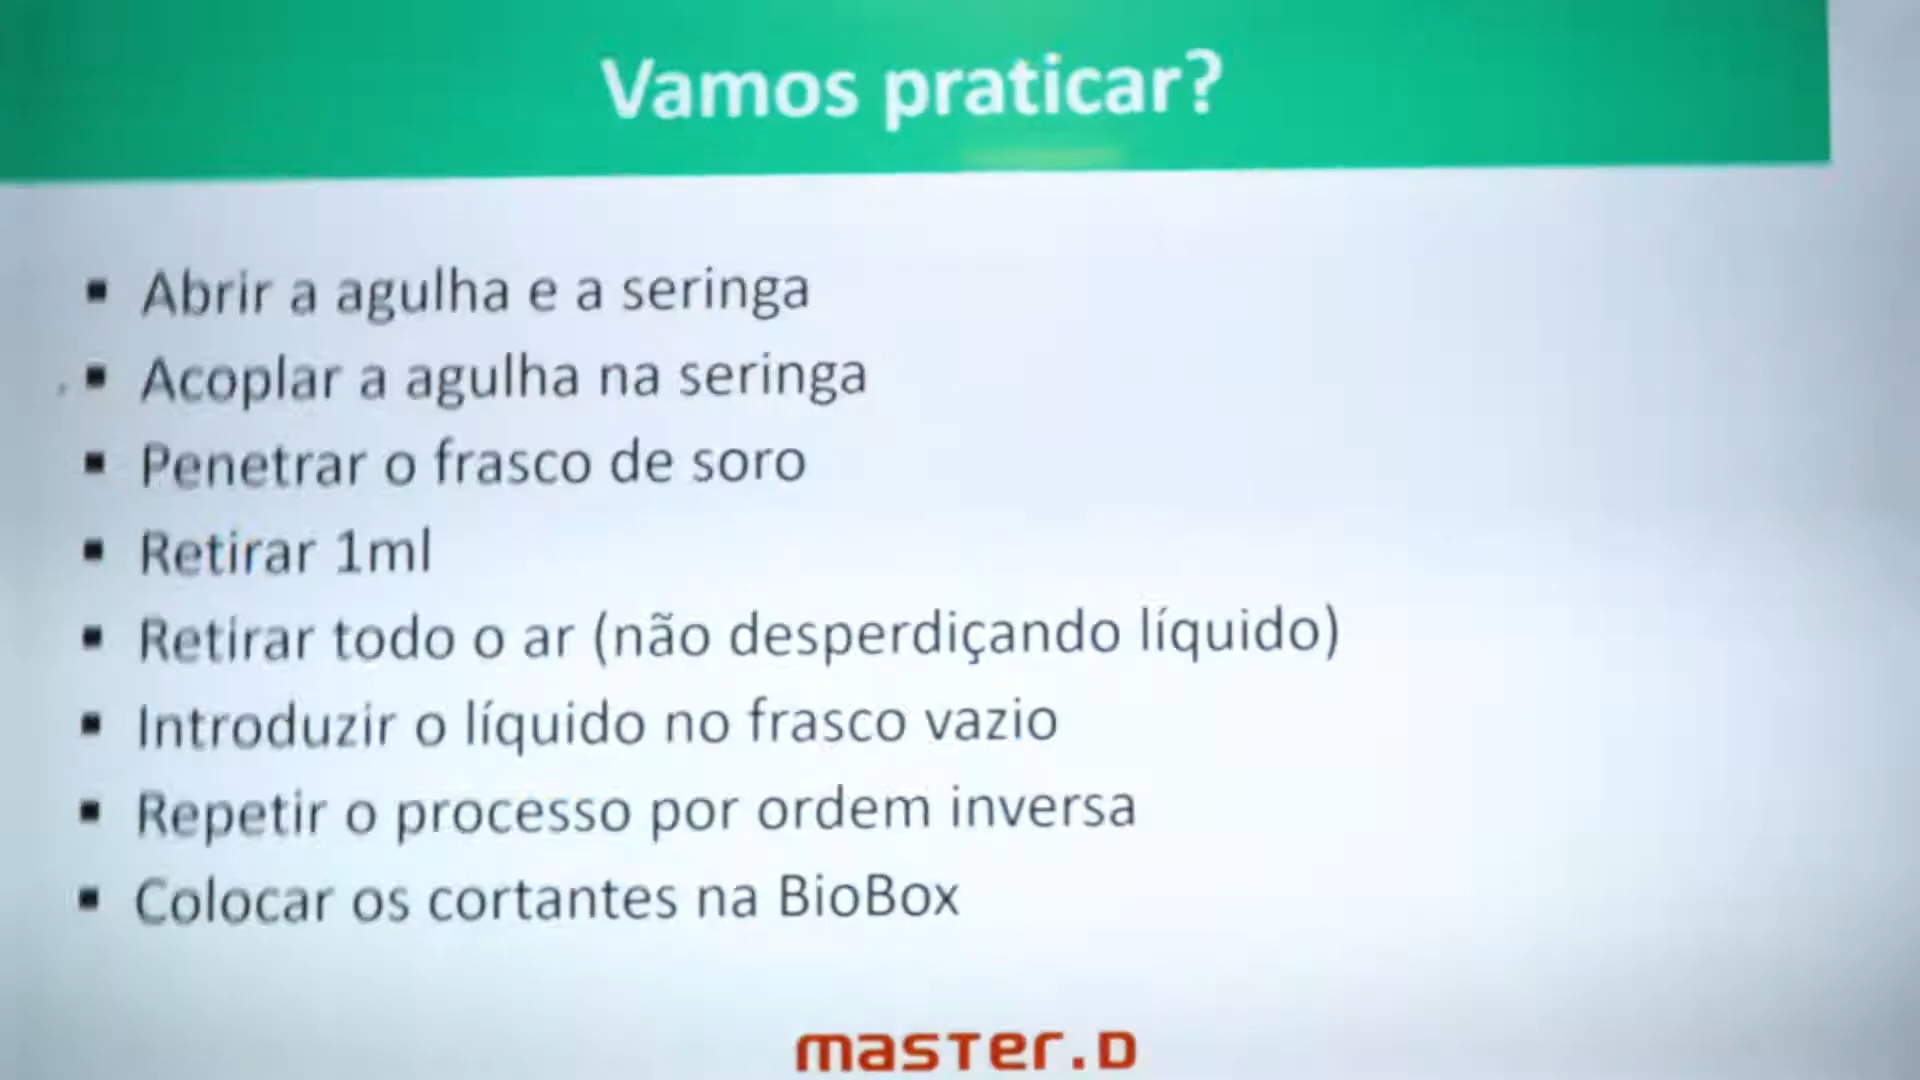 Vamos praticar?
▪ Abrir a agulha e a seringa
▪ Acoplar a agulha na seringa
▪ Penetrar o frasco de soro
▪ Retirar 1ml
▪ Retirar todo o ar (não desperdiçando líquido)
▪ Introduzir o líquido no frasco vazio
▪ Repetir o processo por ordem inversa
▪ Colocar os cortantes na BioBox
master.D